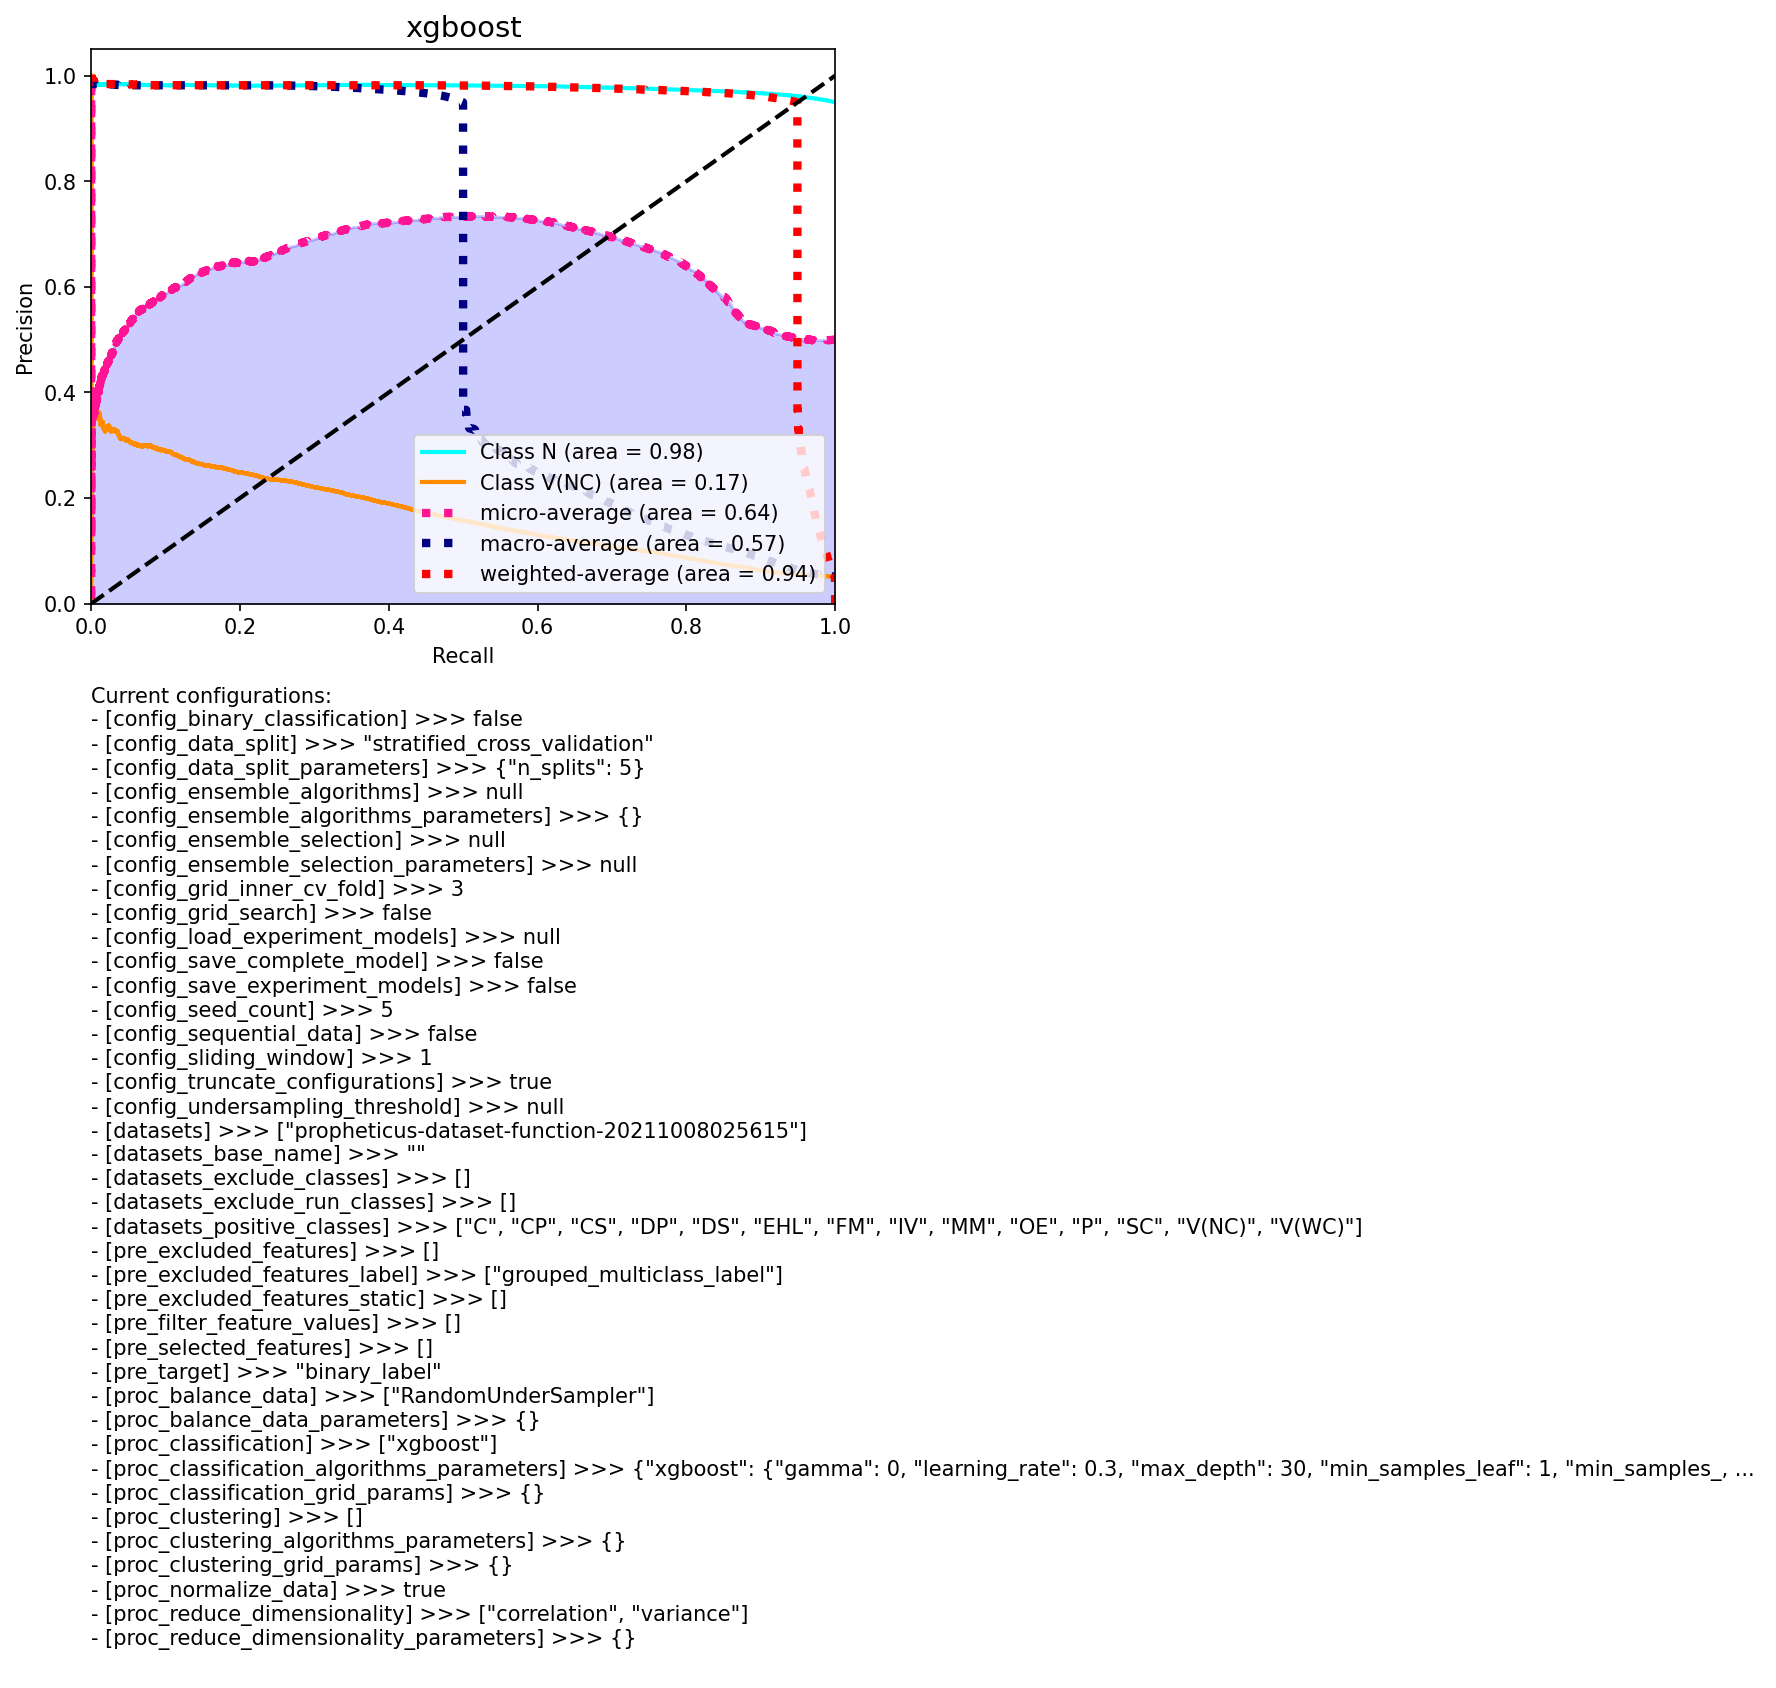 xgboost
1.0
0.8
0.6
0.4
0.2
0.0
Precision
Class N (area = 0.98)
Class V(NC) (area = 0.17)
micro-average (area = 0.64)
macro-average (area = 0.57)
weighted-average (area = 0.94)
0.0 0.2 0.4 0.6 0.8 1.0
Recall
Current configurations:
- [config_binary_classification] >>> false
- [config_data_split] >>> "stratified_cross_validation"
- [config_data_split_parameters] >>> {"n_splits": 5}
- [config_ensemble_algorithms] >>> null
- [config_ensemble_algorithms_parameters] >>> {}
- [config_ensemble_selection] >>> null
- [config_ensemble_selection_parameters] >>> null
- [config_grid_inner_cv_fold] >>> 3
- [config_grid_search] >>> false
- [config_load_experiment_models] >>> null
- [config_save_complete_model] >>> false
- [config_save_experiment_models] >>> false
- [config_seed_count] >>> 5
- [config_sequential_data] >>> false
- [config_sliding_window] >>> 1
- [config_truncate_configurations] >>> true
- [config_undersampling_threshold] >>> null
- [datasets] >>> ["propheticus-dataset-function-20211008025615"]
- [datasets_base_name] >>> ""
- [datasets_exclude_classes] >>> []
- [datasets_exclude_run_classes] >>> []
- [datasets_positive_classes] >>> ["C", "CP", "CS", "DP", "DS", "EHL", "FM", "IV", "MM", "OE", "P", "SC", "V(NC)", "V(WC)"]
- [pre_excluded_features] >>> []
- [pre_excluded_features_label] >>> ["grouped_multiclass_label"]
- [pre_excluded_features_static] >>> []
- [pre_filter_feature_values] >>> []
- [pre_selected_features] >>> []
- [pre_target] >>> "binary_label"
- [proc_balance_data] >>> ["RandomUnderSampler"]
- [proc_balance_data_parameters] >>> {}
- [proc_classification] >>> ["xgboost"]
- [proc_classification_algorithms_parameters] >>> {"xgboost": {"gamma": 0, "learning_rate": 0.3, "max_depth": 30, "min_samples_leaf": 1, "min_samples_, ...
- [proc_classification_grid_params] >>> {}
- [proc_clustering] >>> []
- [proc_clustering_algorithms_parameters] >>> {}
- [proc_clustering_grid_params] >>> {}
- [proc_normalize_data] >>> true
- [proc_reduce_dimensionality] >>> ["correlation", "variance"]
- [proc_reduce_dimensionality_parameters] >>> {}